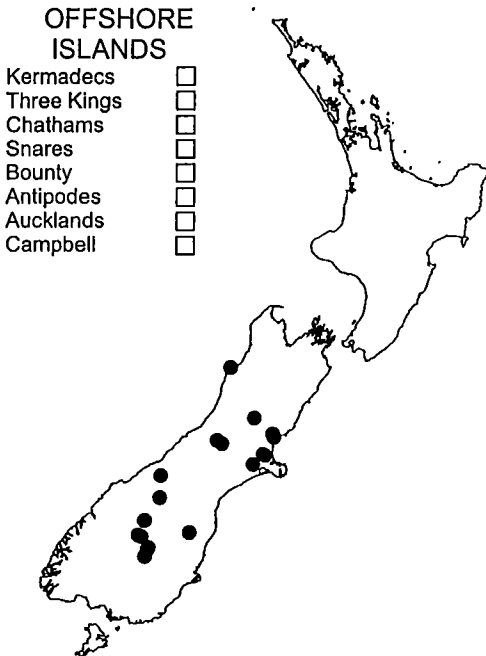 OFFSHORE
ISLANDS
Kermadecs
Three Kings
Chathams
Snares
Bounty
Antipodes
Aucklands
Campbell